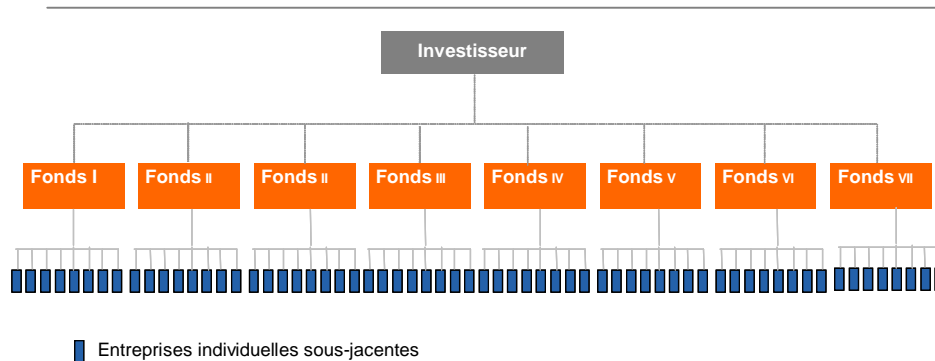 Investisseur
Fonds I
Fonds II
Fonds II
Fonds III
Fonds IV
Fonds V
Fonds VI
Fonds VII
Entreprises individuelles sous-jacentes